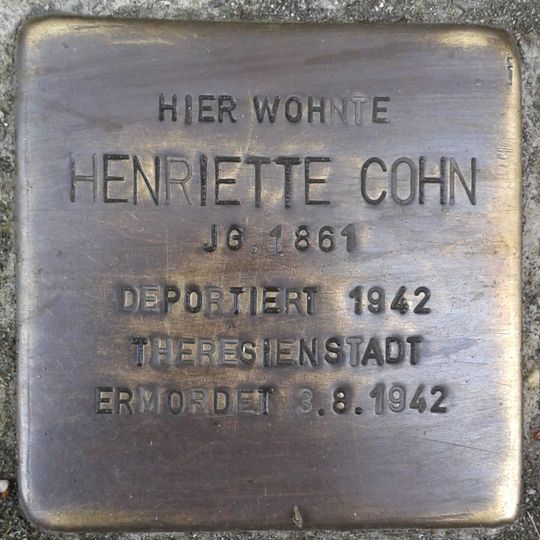 HIER WOHNTE
HENRIETTE COHN
JG. 1861
DEPORTIERT 1942
THERESIENSTADT
ERMORDET 3.8.1942